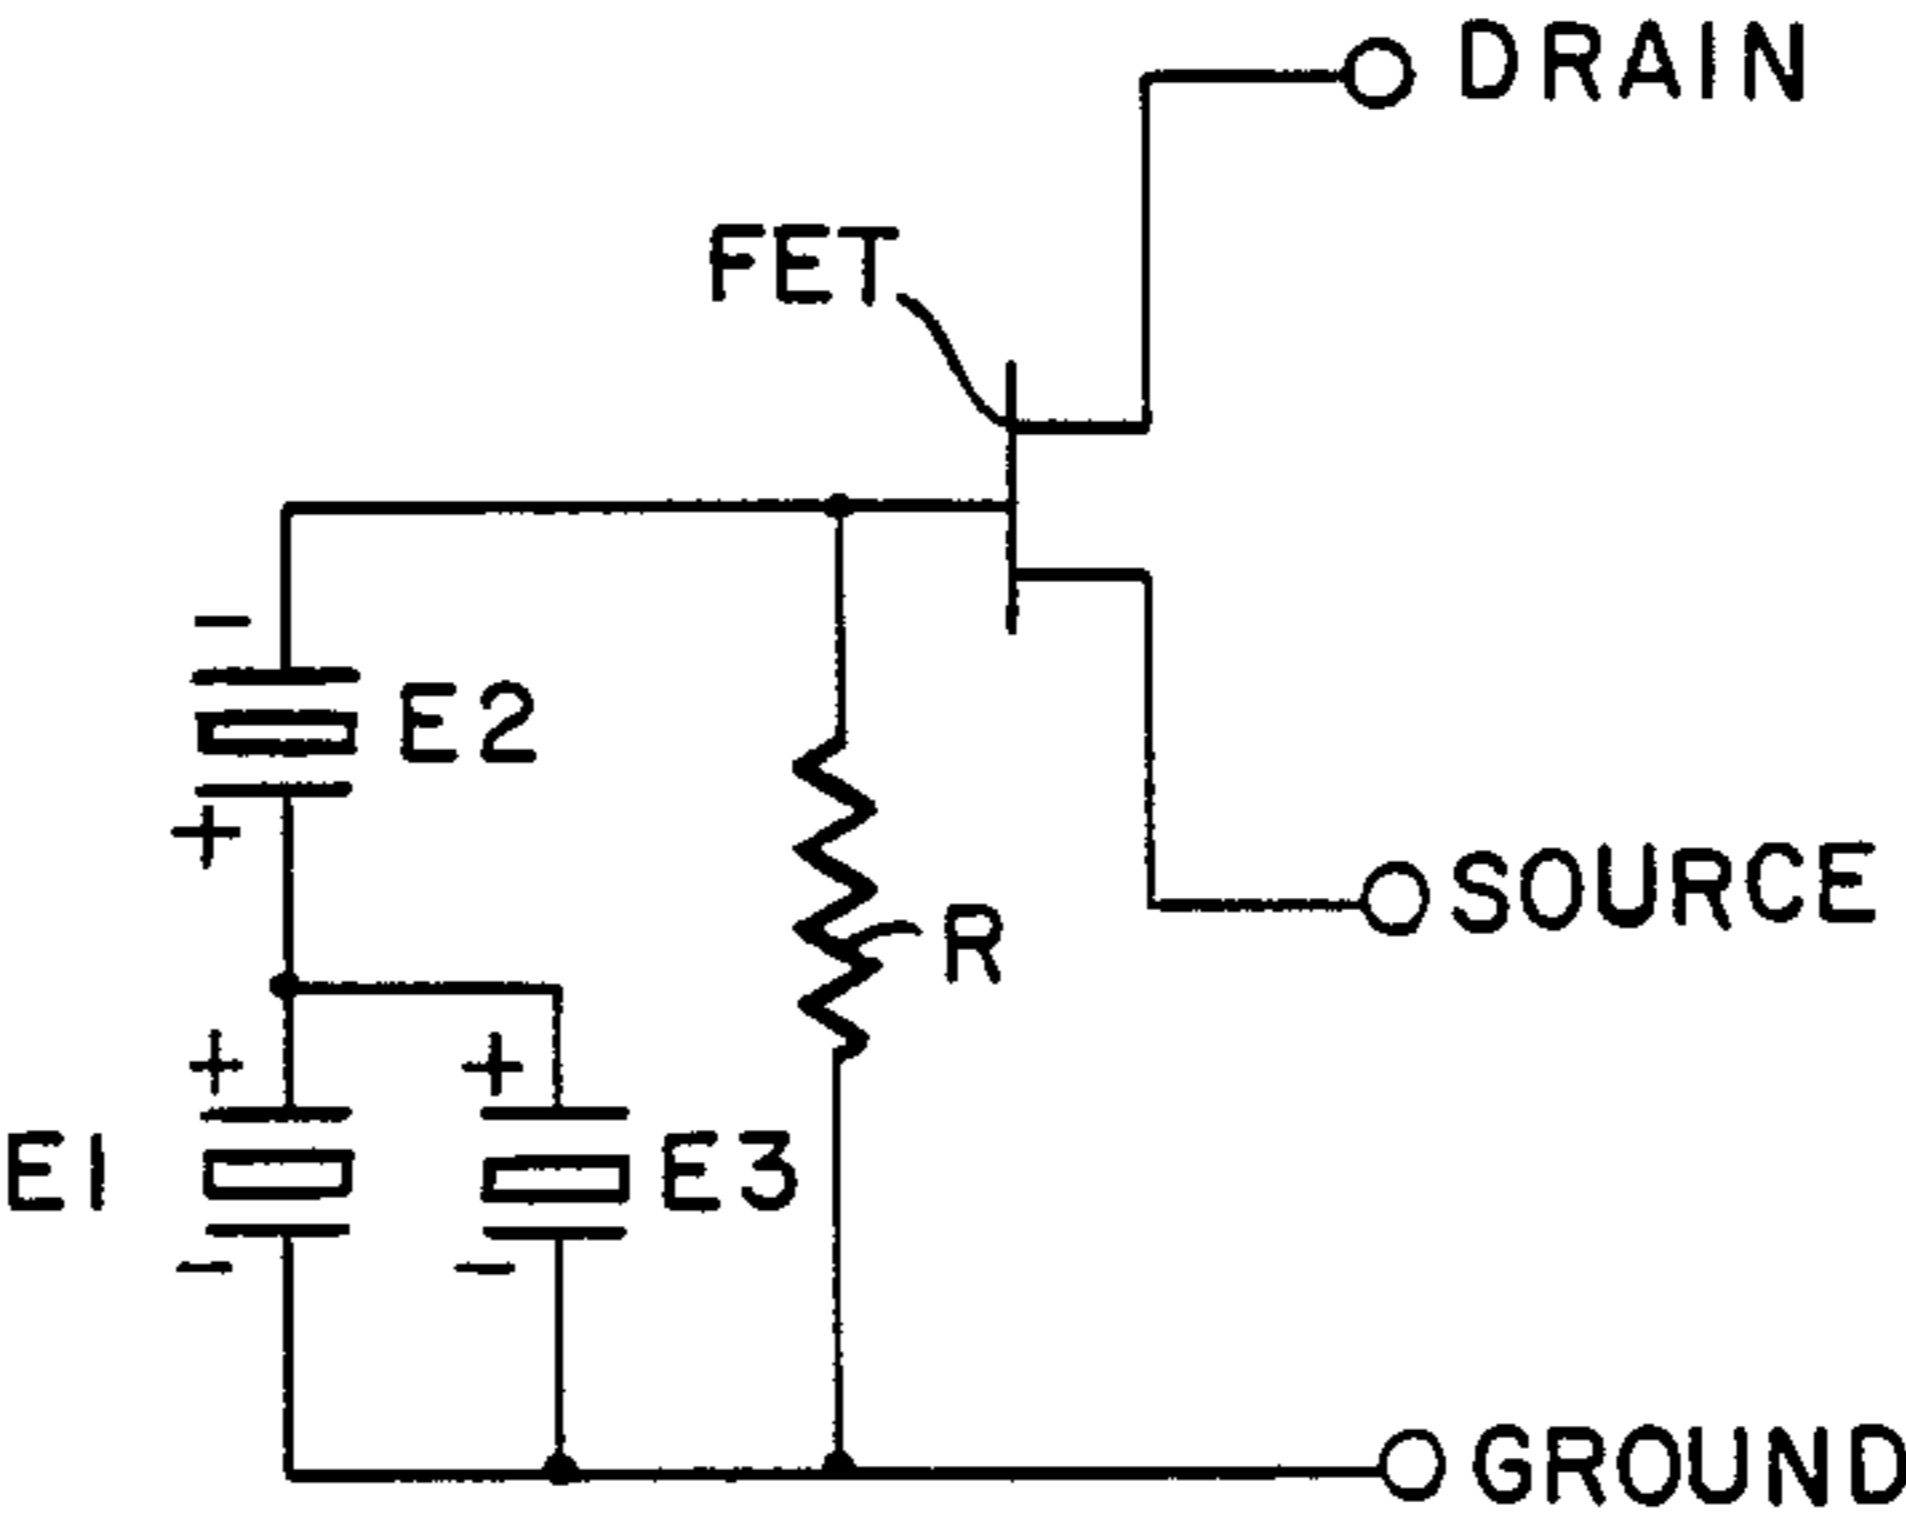 DRAIN
FET
-
E2
+
SOURCE
R
+
+
E1
E3
-
-
GROUND